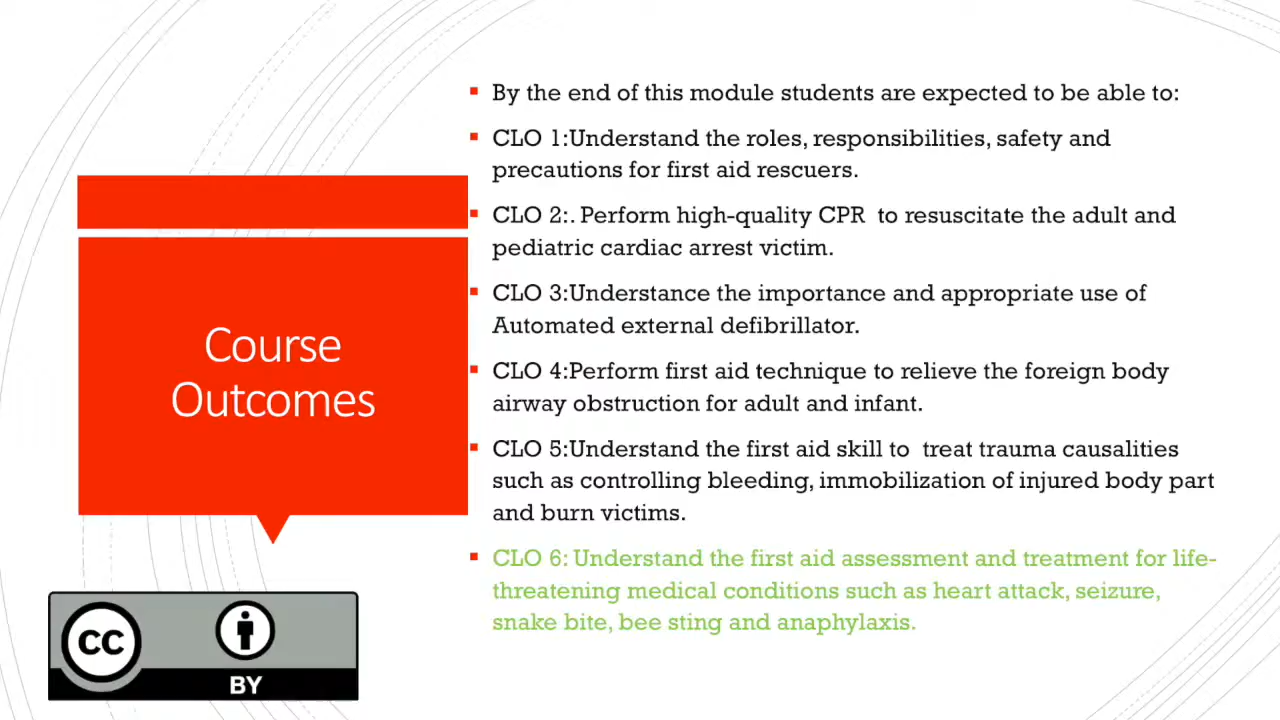 Course
Outcomes
By the end of this module students are expected to be able to:
CLO 1:Understand the roles, responsibilities, safety and
precautions for first aid rescuers.
CLO 2:. Perform high-quality CPR  to resuscitate the adult and
pediatric cardiac arrest victim.
CLO 3:Understance the importance and appropriate use of
Automated external defibrillator.
CLO 4:Perform first aid technique to relieve the foreign body
airway obstruction for adult and infant.
CLO 5:Understand the first aid skill to  treat trauma causalities
such as controlling bleeding, immobilization of injured body part
and burn victims.
CLO 6: Understand the first aid assessment and treatment for life-
threatening medical conditions such as heart attack, seizure,
snake bite, bee sting and anaphylaxis.
CC
BY